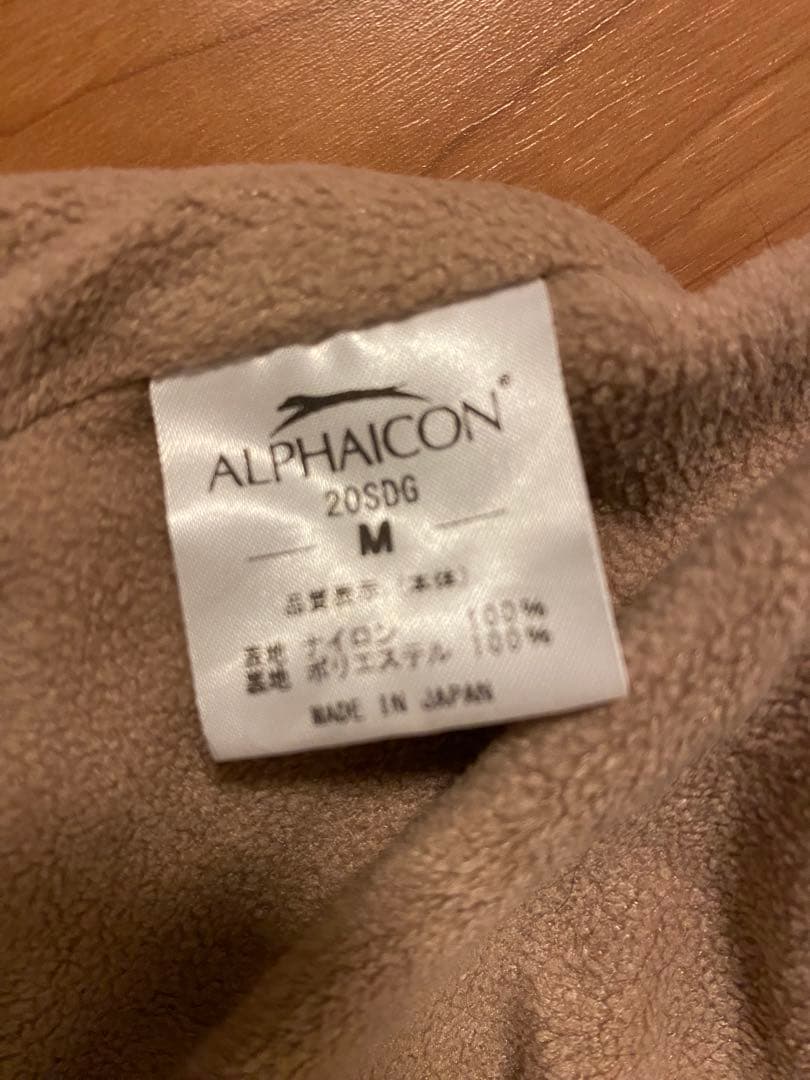 ALPHAICON®
20SDG
M
品質表示（本体）
表地 ナイロン 100%
裏地 ポリエステル 100%
MADE IN JAPAN